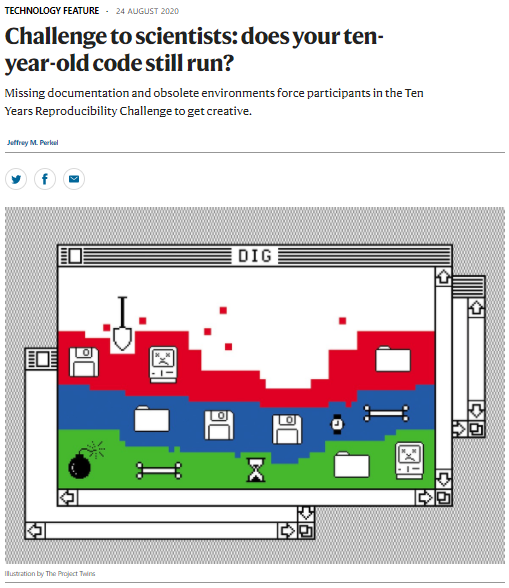 TECHNOLOGY FEATURE · 24 AUGUST 2020
Challenge to scientists: does your ten-
year-old code still run?
Missing documentation and obsolete environments force participants in the Ten
Years Reproducibility Challenge to get creative.
Jeffrey M. Perkel
DIG
Illustration by The Project Twins